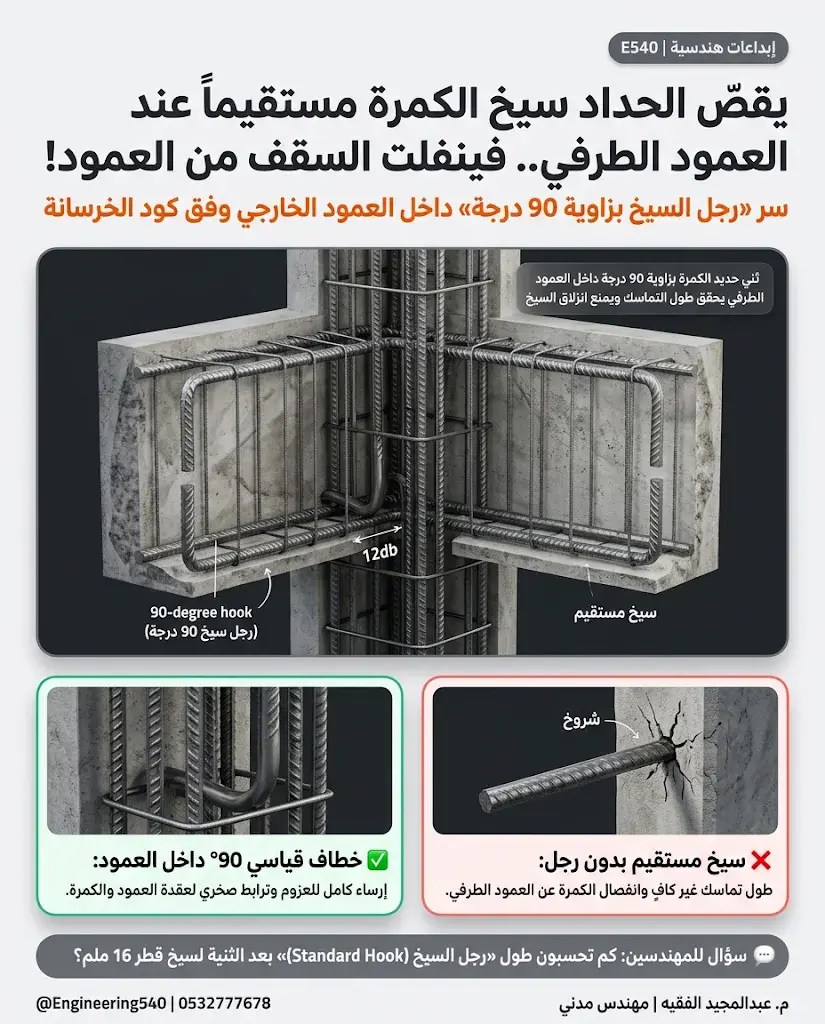 إبداعات هندسية | E540
يقصّ الحداد سيخ الكمرة مستقيماً عند
العمود الطرفي.. فينفلت السقف من العمود!
سر «رجل السيخ بزاوية 90 درجة» داخل العمود الخارجي وفق كود الخرسانة
ثني حديد الكمرة بزاوية 90 درجة داخل العمود
الطرفي يحقق طول التماسك ويمنع انزلاق السيخ
12db
90-degree hook
(رجل سيخ 90 درجة)
سيخ مستقيم
شروخ
❌ سيخ مستقيم بدون رجل:
طول تماسك غير كافٍ وانفصال الكمرة عن العمود الطرفي.
✅ خطاف قياسي 90° داخل العمود:
إرساء كامل للعزوم وترابط صخري لعقدة العمود والكمرة.
💬 سؤال للمهندسين: كم تحسبون طول «رجل السيخ (Standard Hook)» بعد الثنية لسيخ قطر 16 ملم؟
م. عبدالمجيد الفقيه | مهندس مدني
@Engineering540 | 0532777678